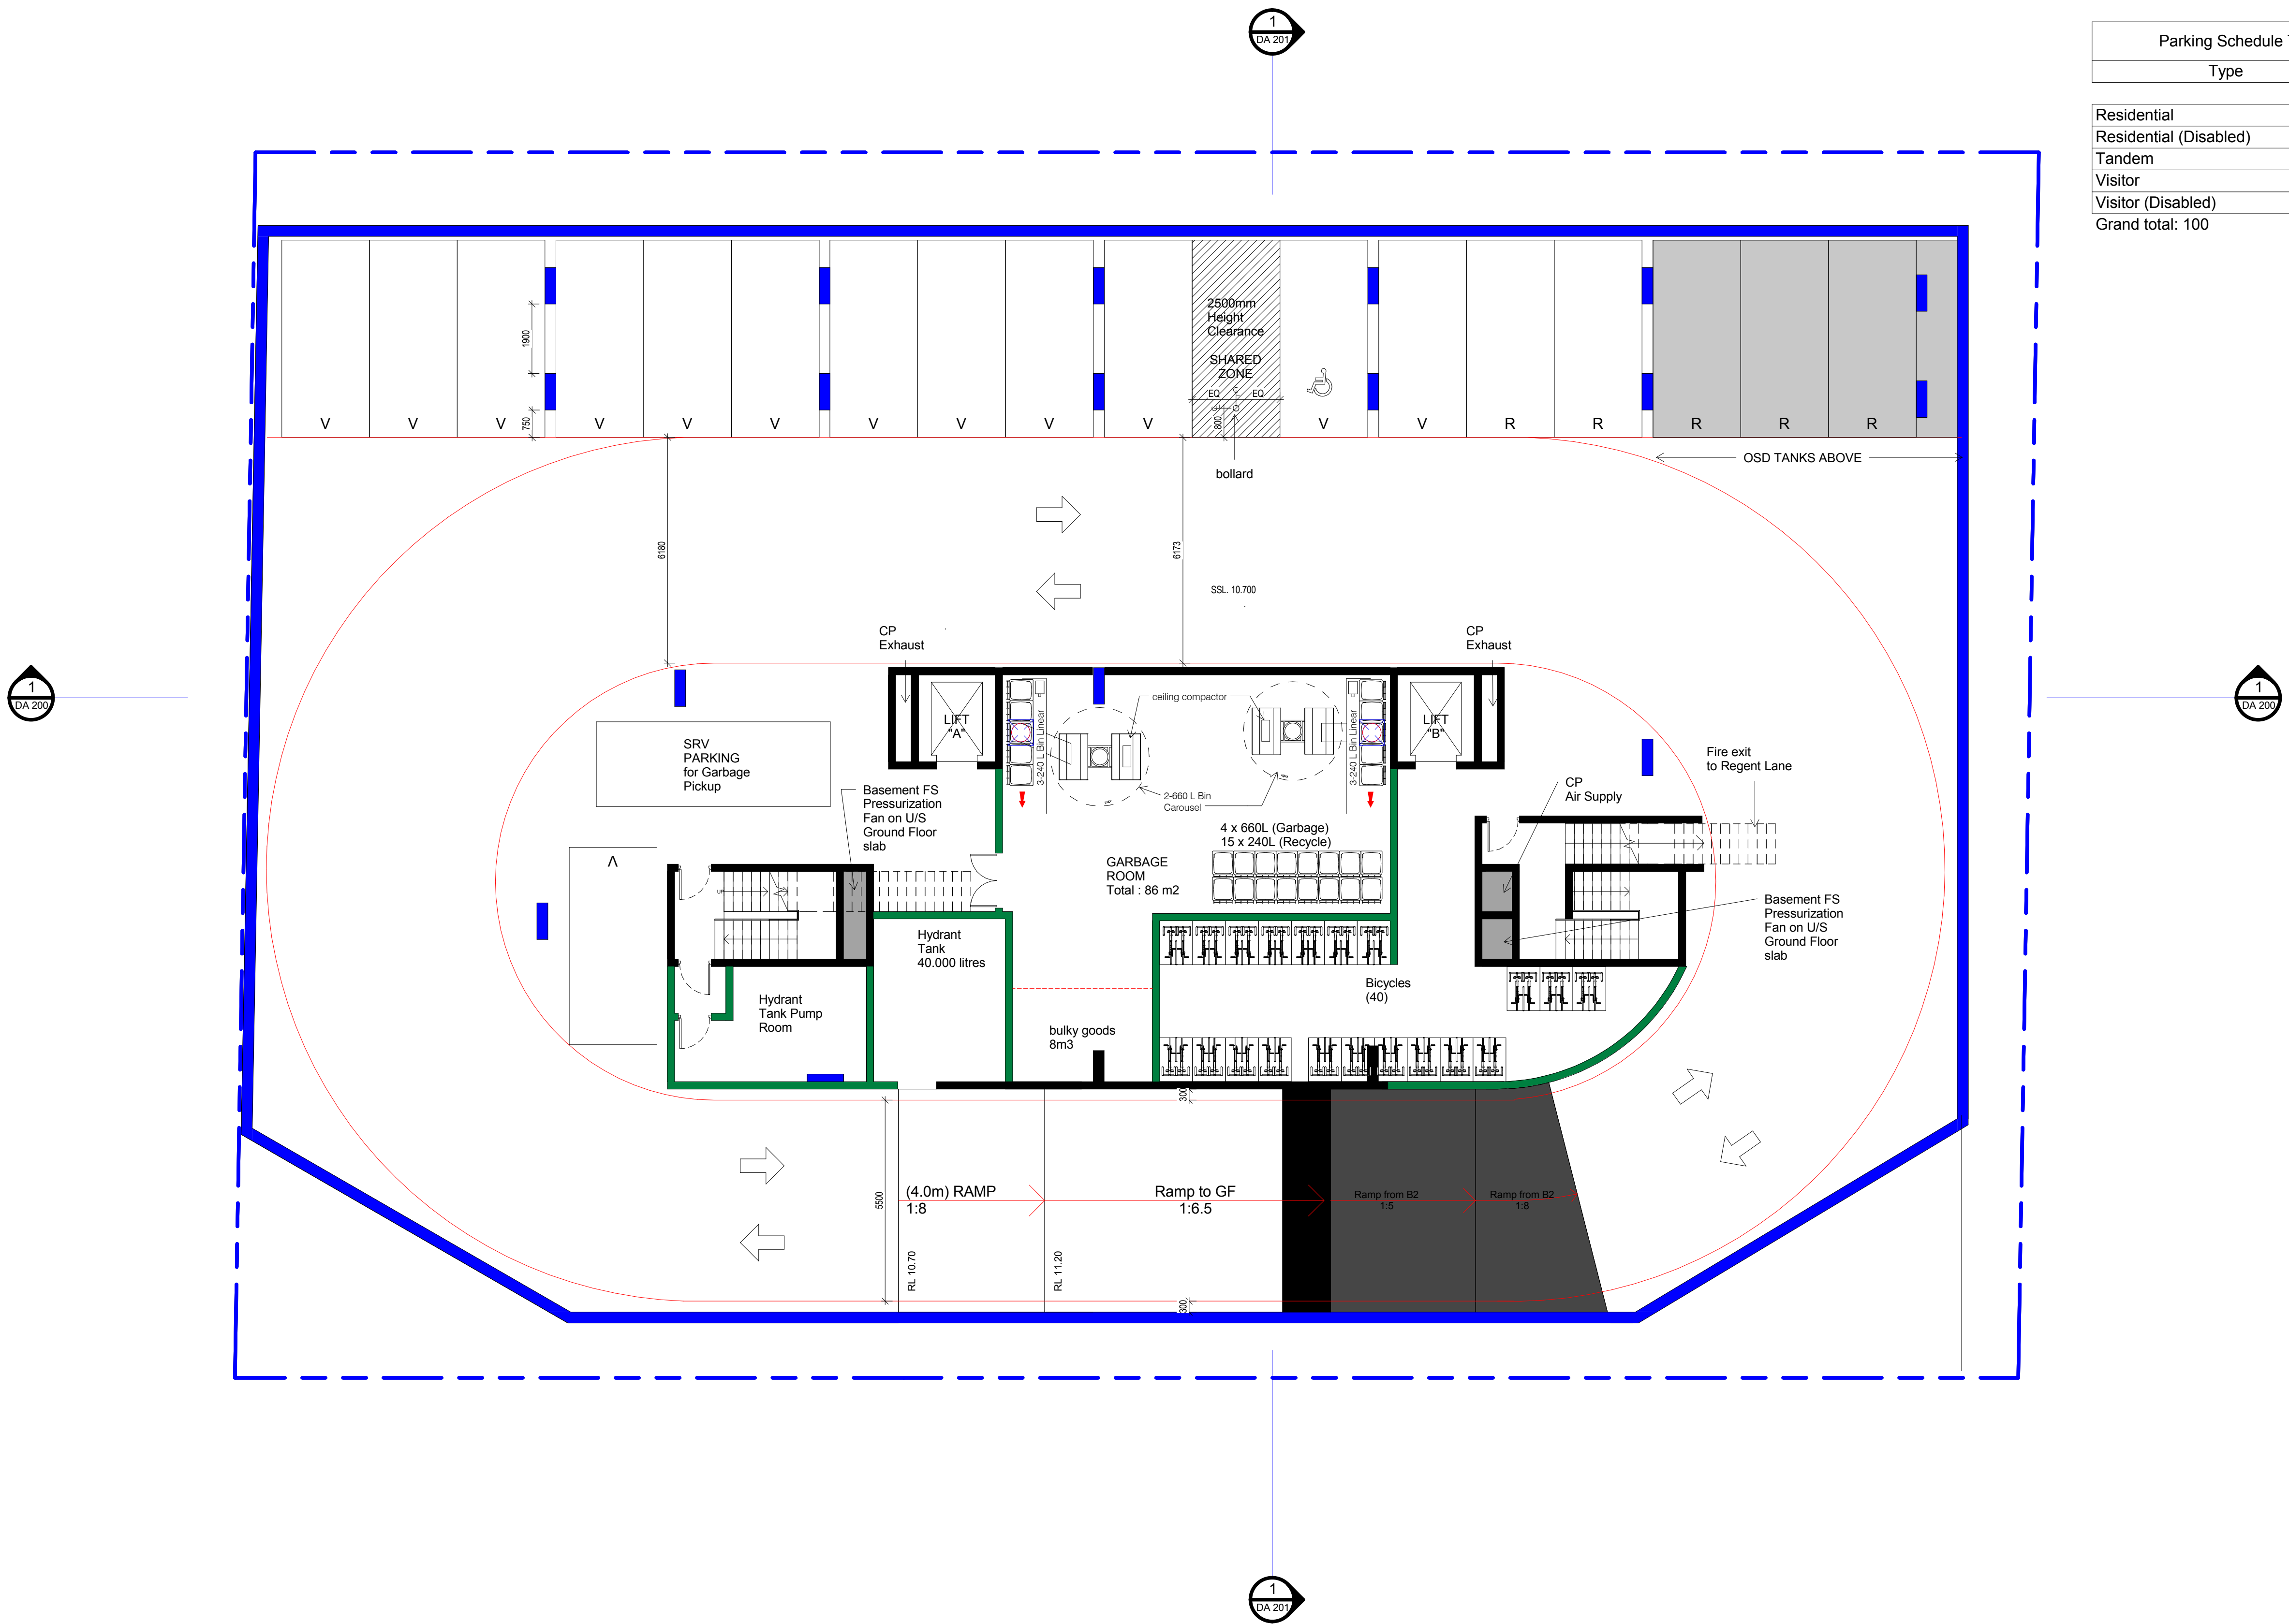 1
DA 201
Parking Schedule
Type
Residential
Residential (Disabled)
Tandem
Visitor
Visitor (Disabled)
Grand total: 100
2500mm
Height
Clearance
SHARED
ZONE
EQ
EQ
1900
750
800
V
V
V
V
V
V
V
V
V
V
V
V
R
R
R
R
R
OSD TANKS ABOVE
bollard
6180
6173
SSL. 10.700
CP
Exhaust
CP
Exhaust
1
DA 200
1
DA 200
LIFT
"A"
3-240 L Bin Linear
ceiling compactor
3-240 L Bin Linear
LIFT
"B"
SRV
PARKING
for Garbage
Pickup
Fire exit
to Regent Lane
Basement FS
Pressurization
Fan on U/S
Ground Floor
slab
2-660 L Bin
Carousel
CP
Air Supply
4 x 660L (Garbage)
15 x 240L (Recycle)
V
GARBAGE
ROOM
Total : 86 m2
UP
Basement FS
Pressurization
Fan on U/S
Ground Floor
slab
Hydrant
Tank
40.000 litres
Bicycles
(40)
Hydrant
Tank Pump
Room
bulky goods
8m3
300
5500
(4.0m) RAMP
1:8
Ramp to GF
1:6.5
Ramp from B2
1:5
Ramp from B2
1:8
RL 10.70
RL 11.20
300
1
DA 201